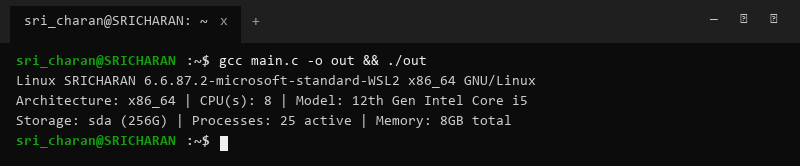 sri_charan@SRICHARAN: ~ x +
sri_charan@SRICHARAN :~$ gcc main.c -o out && ./out
Linux SRICHARAN 6.6.87.2-microsoft-standard-WSL2 x86_64 GNU/Linux
Architecture: x86_64 | CPU(s): 8 | Model: 12th Gen Intel Core i5
Storage: sda (256G) | Processes: 25 active | Memory: 8GB total
sri_charan@SRICHARAN :~$